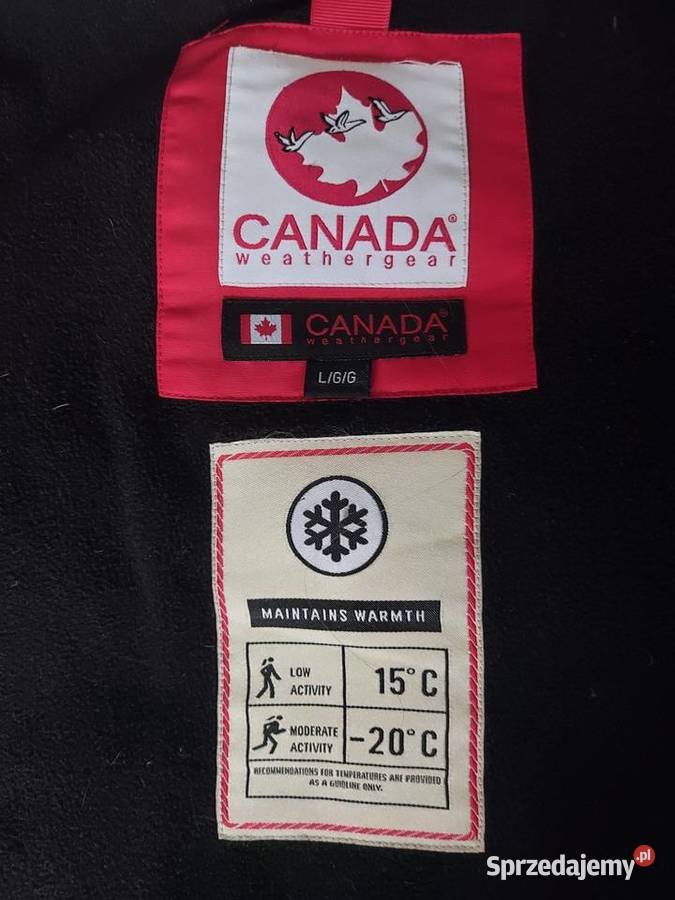 CANADA®
weathergear
CANADA
weathergear
L/G/G
MAINTAINS WARMTH
LOW
ACTIVITY
15°C
MODERATE
ACTIVITY
-20°C
RECOMMENDATIONS FOR TEMPERATURES ARE PROVIDED
AS A GUIDLINE ONLY.
Sprzedajemy.pl